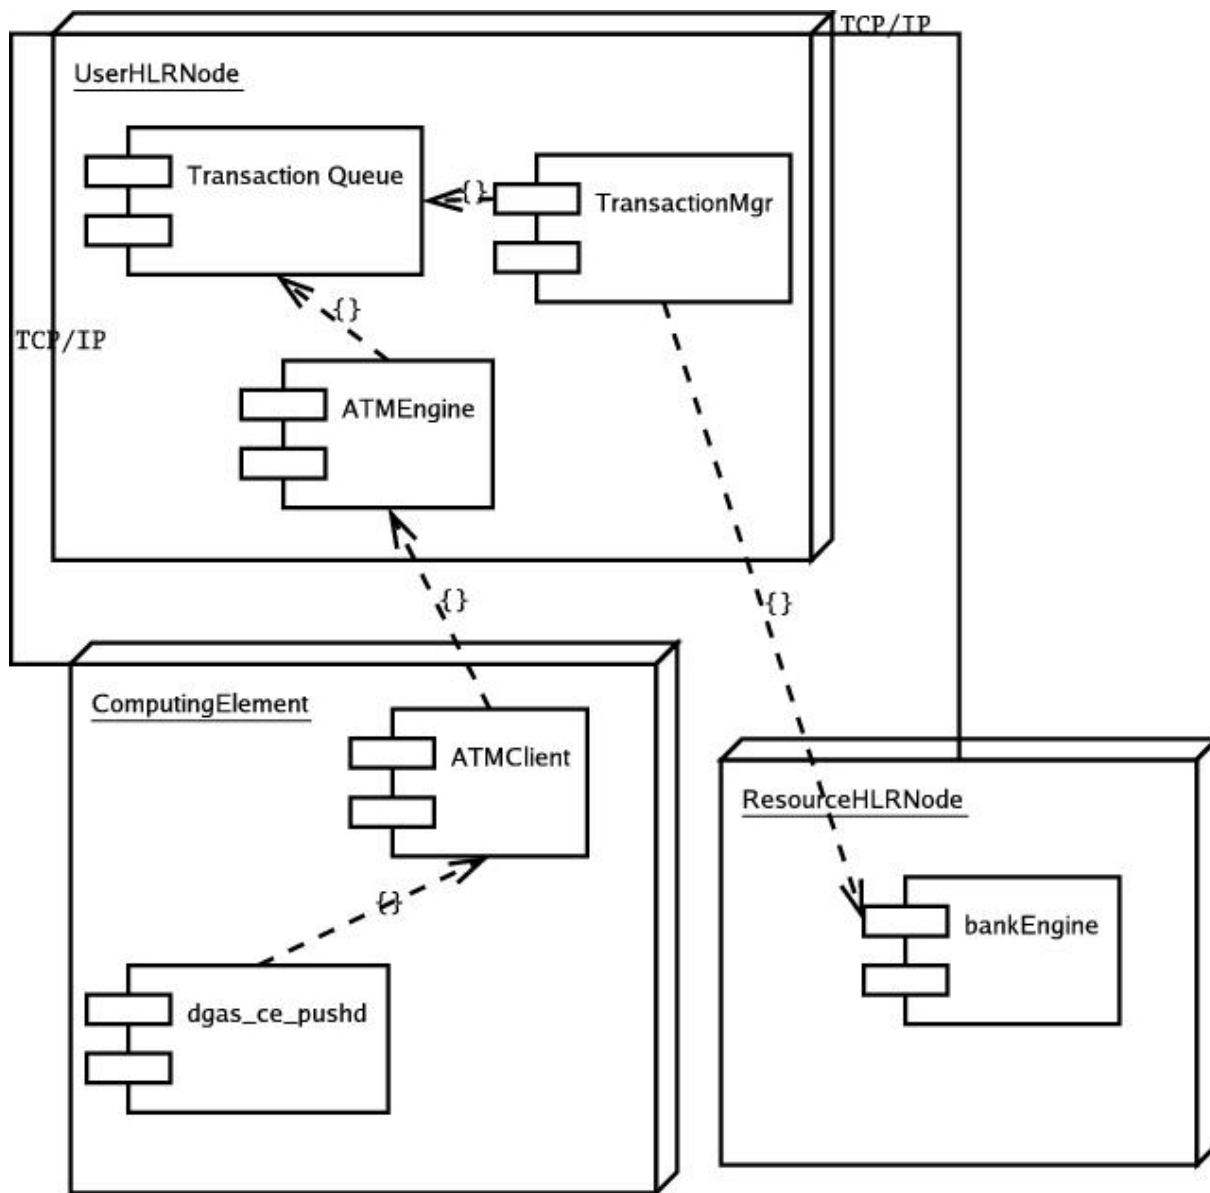 TCP/IP
UserHLRNode
Transaction Queue
{}
TransactionMgr
{}
TCP/IP
ATMEngine
{}
{}
ComputingElement
ATMClient
ResourceHLRNode
{}
bankEngine
dgas_ce_pushd